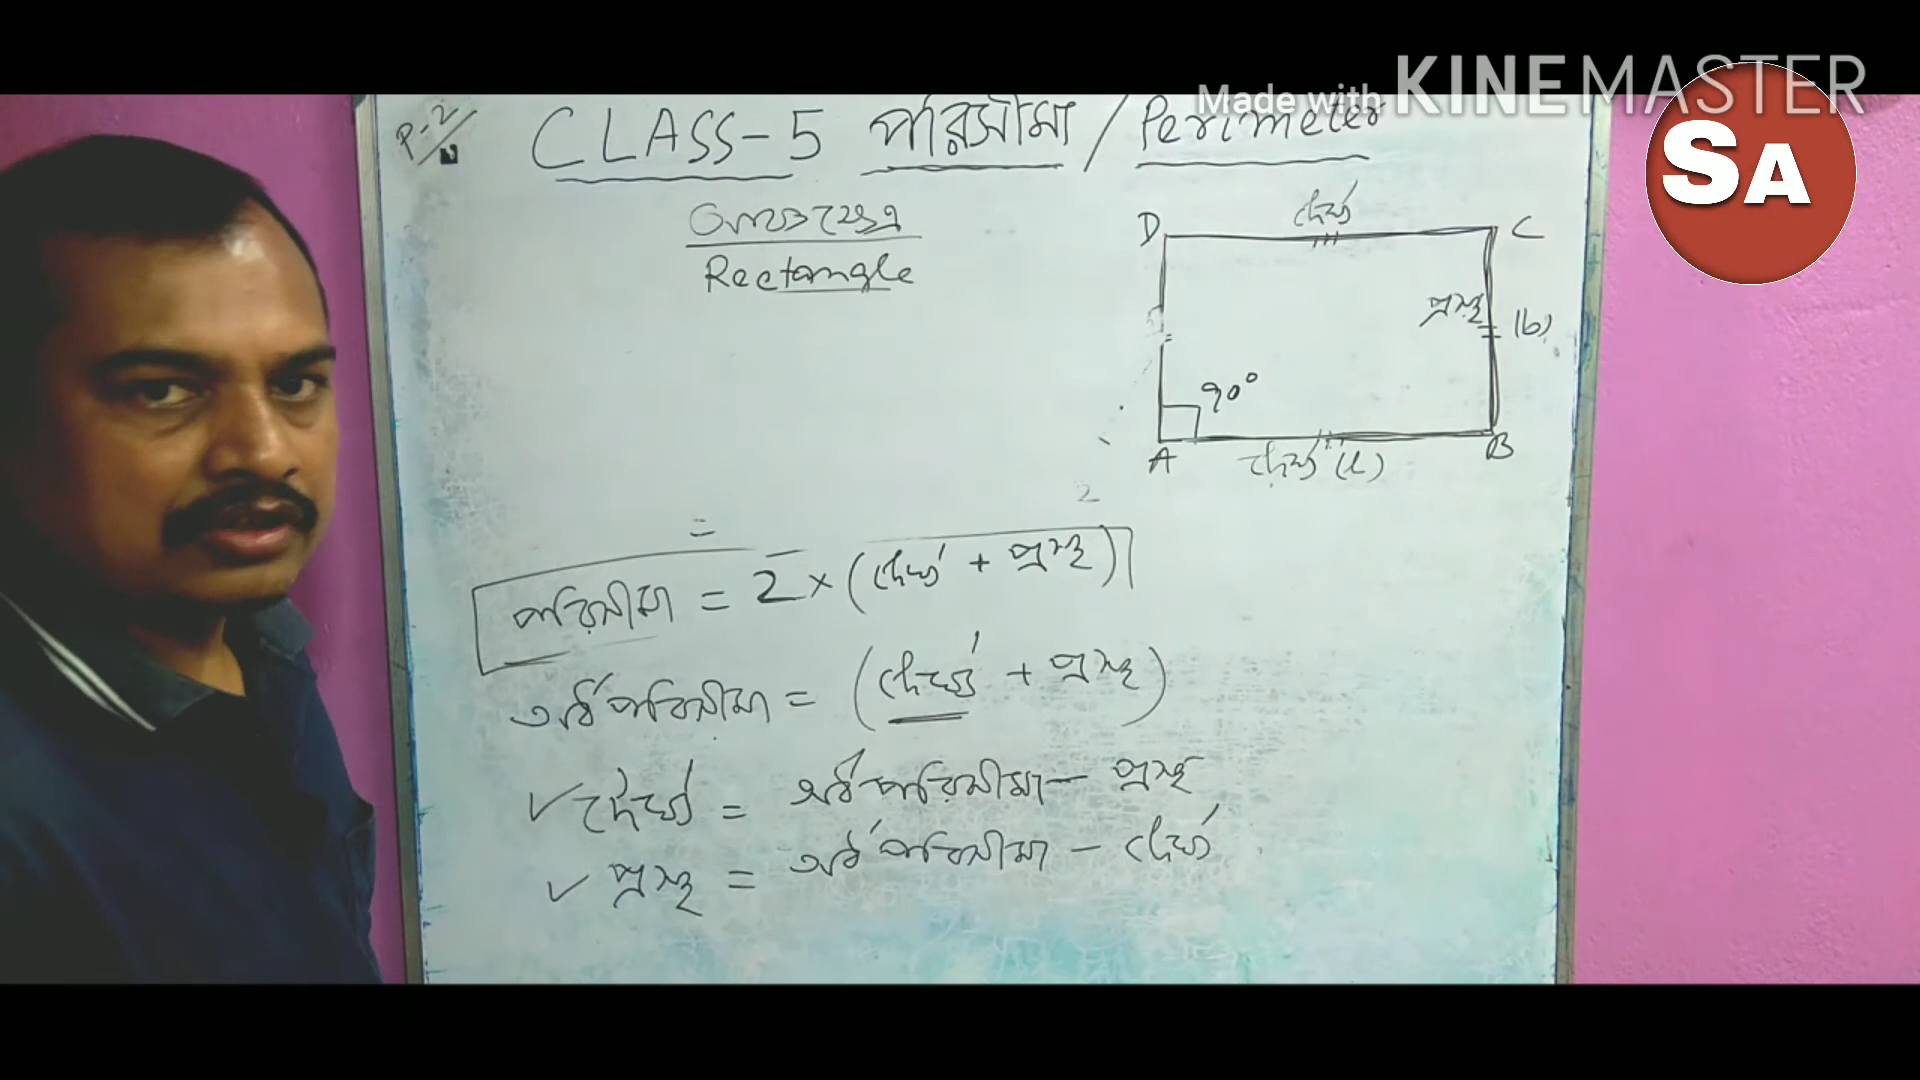 Made with KINEMASTER
SA
P-2
CLASS-5 পরিসীমা / Perimeter
আয়তক্ষেত্র
Rectangle
দৈর্ঘ্য
D
C
প্রস্থ
(b)
90°
A
দৈর্ঘ্য (L)
B
2
=
পরিসীমা = 2 × (দৈর্ঘ্য + প্রস্থ)
অর্ধপরিসীমা = (দৈর্ঘ্য + প্রস্থ)
✓ দৈর্ঘ্য = অর্ধপরিসীমা - প্রস্থ
✓ প্রস্থ = অর্ধপরিসীমা - দৈর্ঘ্য